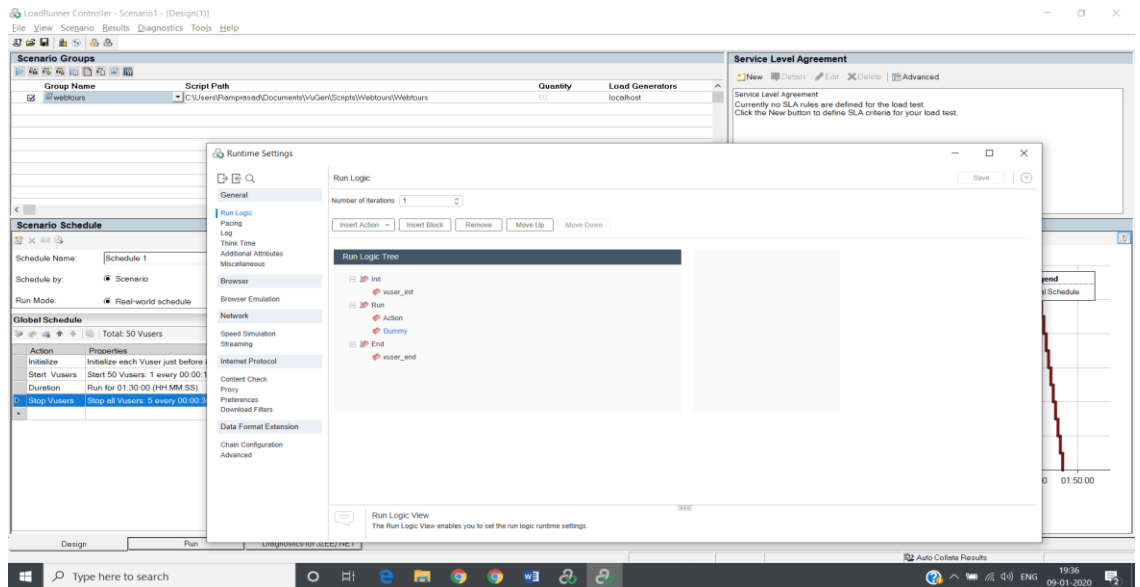 LoadRunner Controller - Scenario1 - [Design(1)]
File View Scenario Results Diagnostics Tools Help
Scenario Groups
Group Name Script Path Quantity Load Generators
webtours C:\Users\Ramprasad\Documents\VuGen\Scripts\Webtours\Webtours 50 localhost
Service Level Agreement
New Details Edit Delete Advanced
Service Level Agreement
Currently no SLA rules are defined for the load test.
Click the New button to define SLA criteria for your load test.
Scenario Schedule
Schedule Name: Schedule 1
Schedule by: Scenario
Run Mode: Real-world schedule
Global Schedule
Total: 50 Vusers
Action Properties
Initialize Initialize each Vuser just before i
Start Vusers Start 50 Vusers: 1 every 00:00:1
Duration Run for 01:30:00 (HH:MM:SS)
Stop Vusers Stop all Vusers: 5 every 00:00:3
Runtime Settings
General
Run Logic
Pacing
Log
Think Time
Additional Attributes
Miscellaneous
Browser
Browser Emulation
Network
Speed Simulation
Streaming
Internet Protocol
Content Check
Proxy
Preferences
Download Filters
Data Format Extension
Chain Configuration
Advanced
Run Logic Save
Number of iterations 1
Insert Action Insert Block Remove Move Up Move Down
Run Logic Tree
Init
vuser_init
Run
Action
Dummy
End
vuser_end
Run Logic View
The Run Logic View enables you to set the run logic runtime settings.
gend
al Schedule
0 01:50:00
Design Run Diagnostics for J2EE/.NET
Auto Collate Results
Type here to search
ENG 19:36
09-01-2020